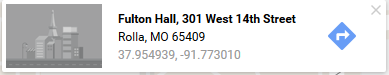 Fulton Hall, 301 West 14th Street
Rolla, MO 65409
37.954939, -91.773010